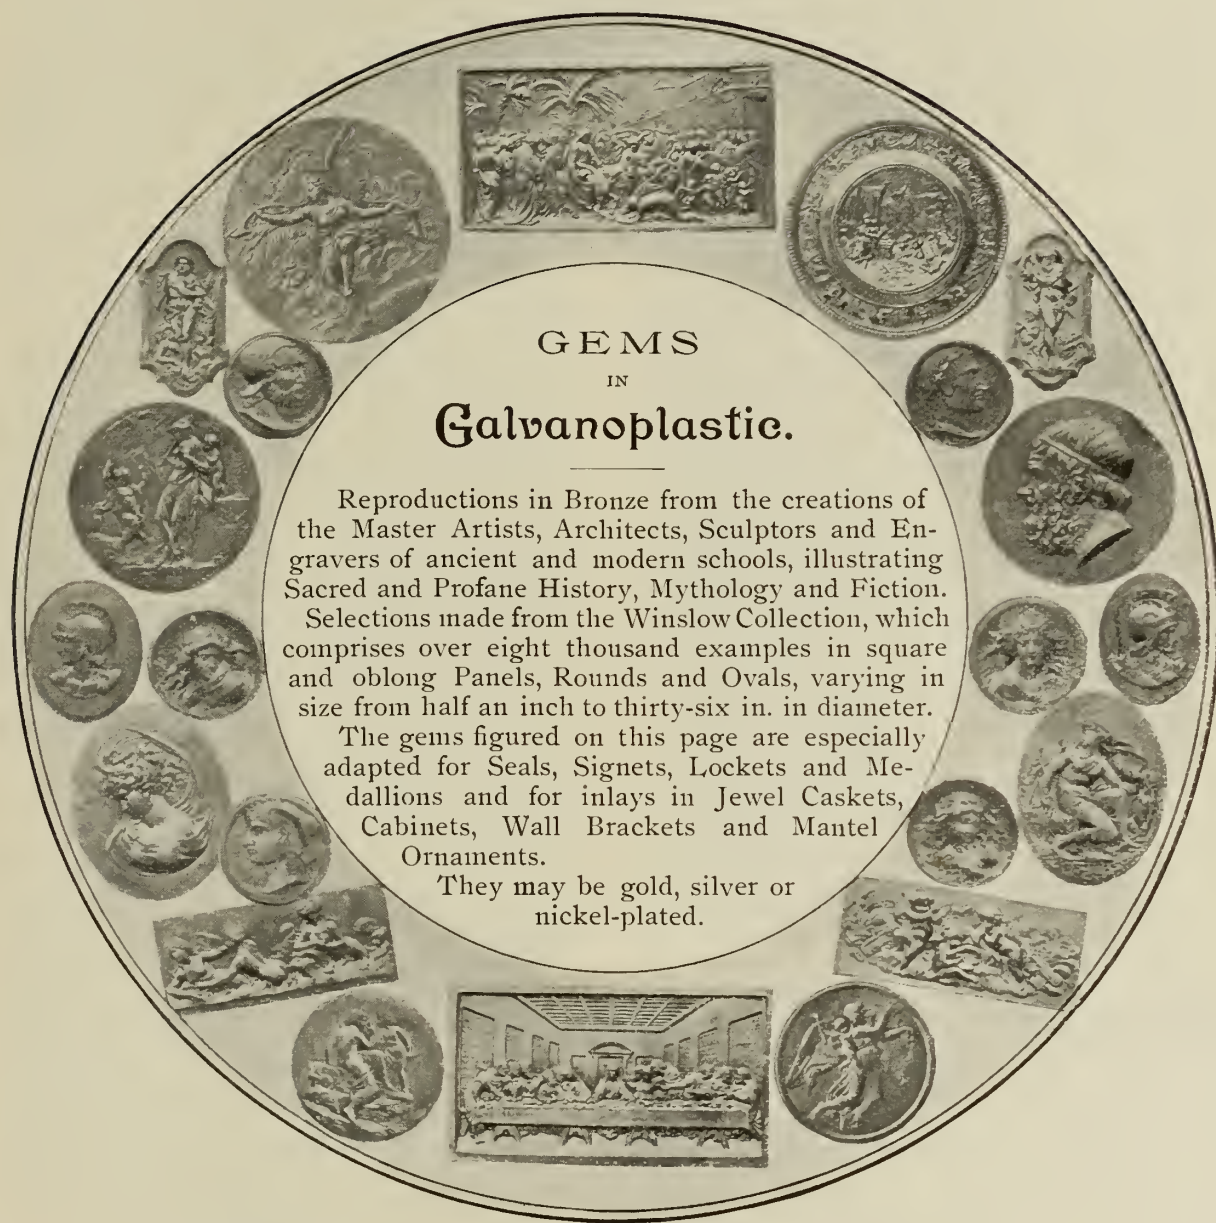 GEMS
IN
Galvanoplastic.
Reproductions in Bronze from the creations of
the Master Artists, Architects, Sculptors and En-
gravers of ancient and modern schools, illustrating
Sacred and Profane History, Mythology and Fiction.
Selections made from the Winslow Collection, which
comprises over eight thousand examples in square
and oblong Panels, Rounds and Ovals, varying in
size from half an inch to thirty-six in. in diameter.
The gems figured on this page are especially
adapted for Seals, Signets, Lockets and Me-
dallions and for inlays in Jewel Caskets,
Cabinets, Wall Brackets and Mantel
Ornaments.
They may be gold, silver or
nickel-plated.